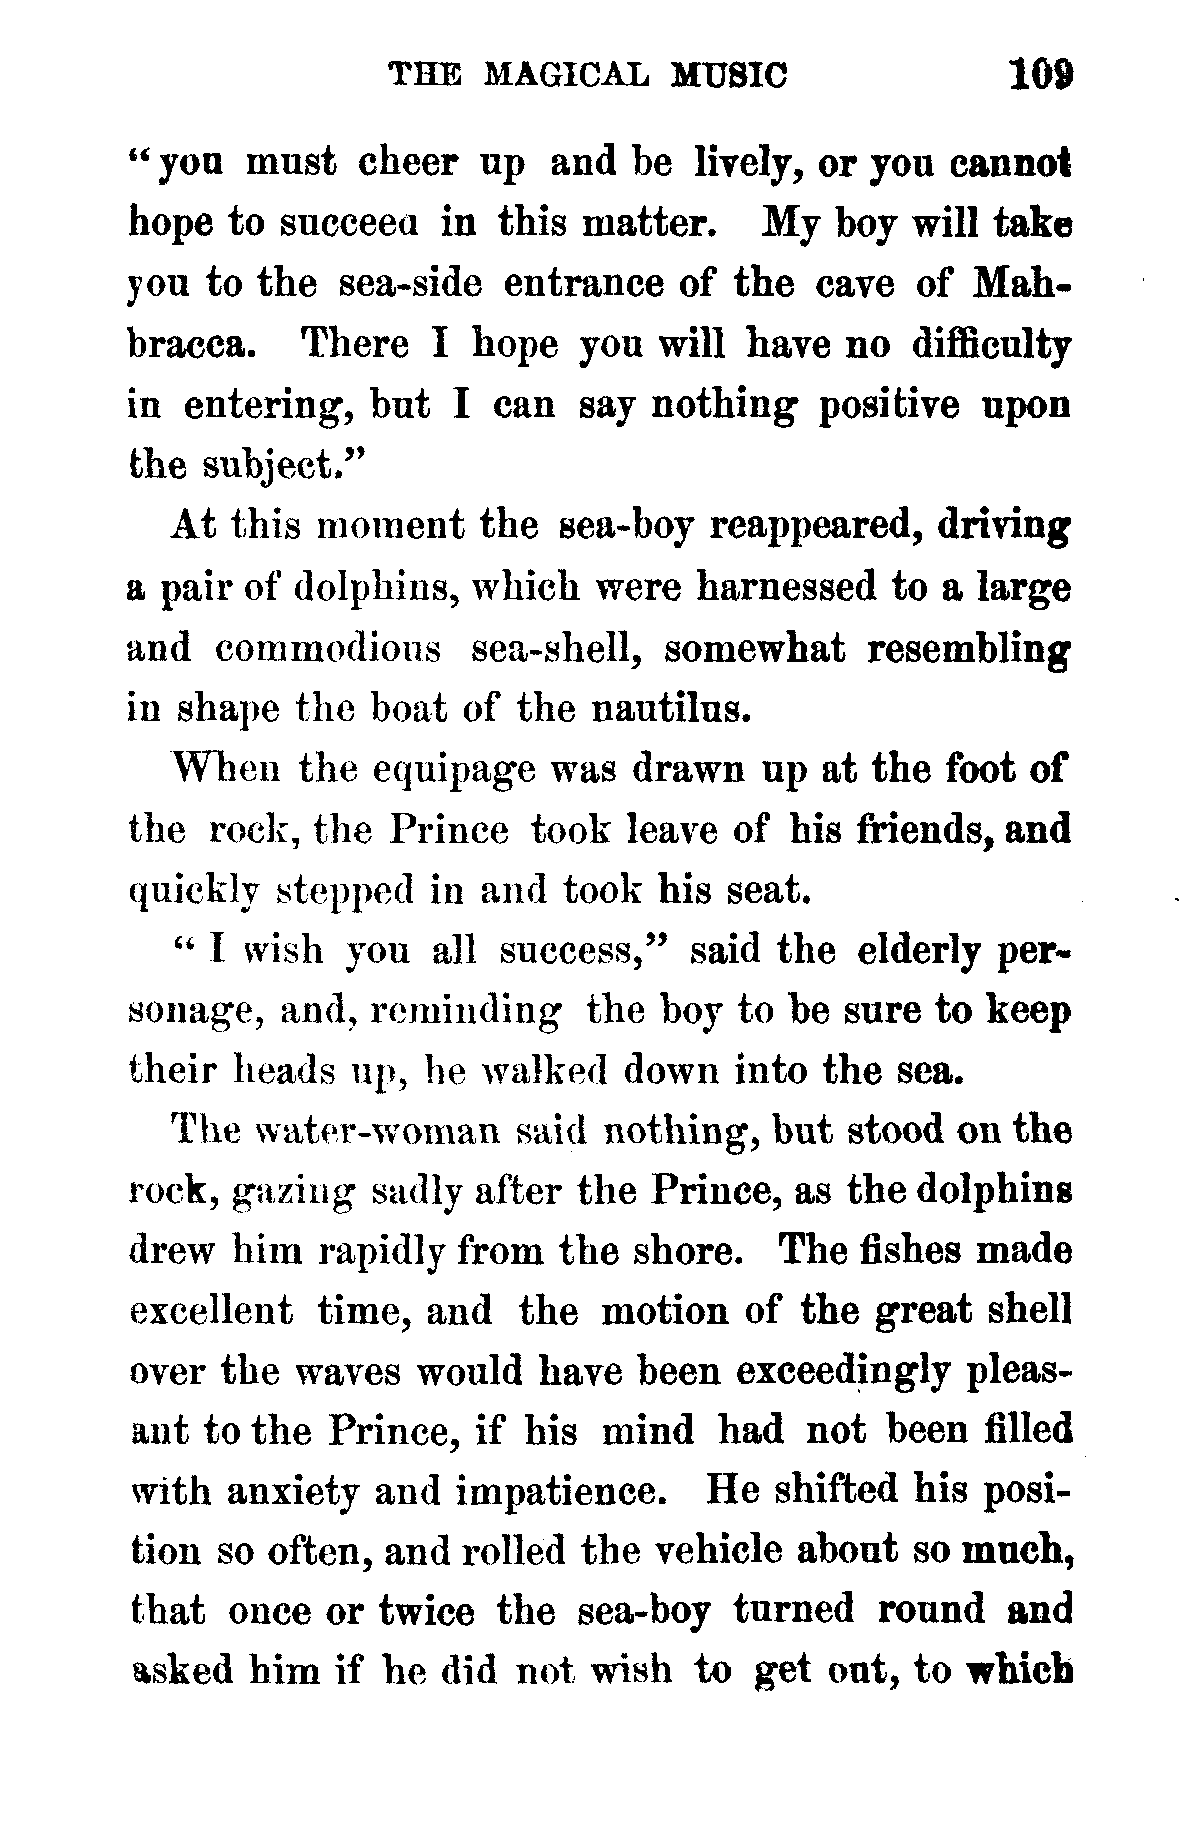 THE MAGICAL MUSIC 109
“you must cheer up and be lively, or you cannot
hope to succeed in this matter. My boy will take
you to the sea-side entrance of the cave of Mah-
bracca. There I hope you will have no difficulty
in entering, but I can say nothing positive upon
the subject.”
At this moment the sea-boy reappeared, driving
a pair of dolphins, which were harnessed to a large
and commodious sea-shell, somewhat resembling
in shape the boat of the nautilus.
When the equipage was drawn up at the foot of
the rock, the Prince took leave of his friends, and
quickly stepped in and took his seat.
“I wish you all success,” said the elderly per-
sonage, and, reminding the boy to be sure to keep
their heads up, he walked down into the sea.
The water-woman said nothing, but stood on the
rock, gazing sadly after the Prince, as the dolphins
drew him rapidly from the shore. The fishes made
excellent time, and the motion of the great shell
over the waves would have been exceedingly pleas-
ant to the Prince, if his mind had not been filled
with anxiety and impatience. He shifted his posi-
tion so often, and rolled the vehicle about so much,
that once or twice the sea-boy turned round and
asked him if he did not wish to get out, to which